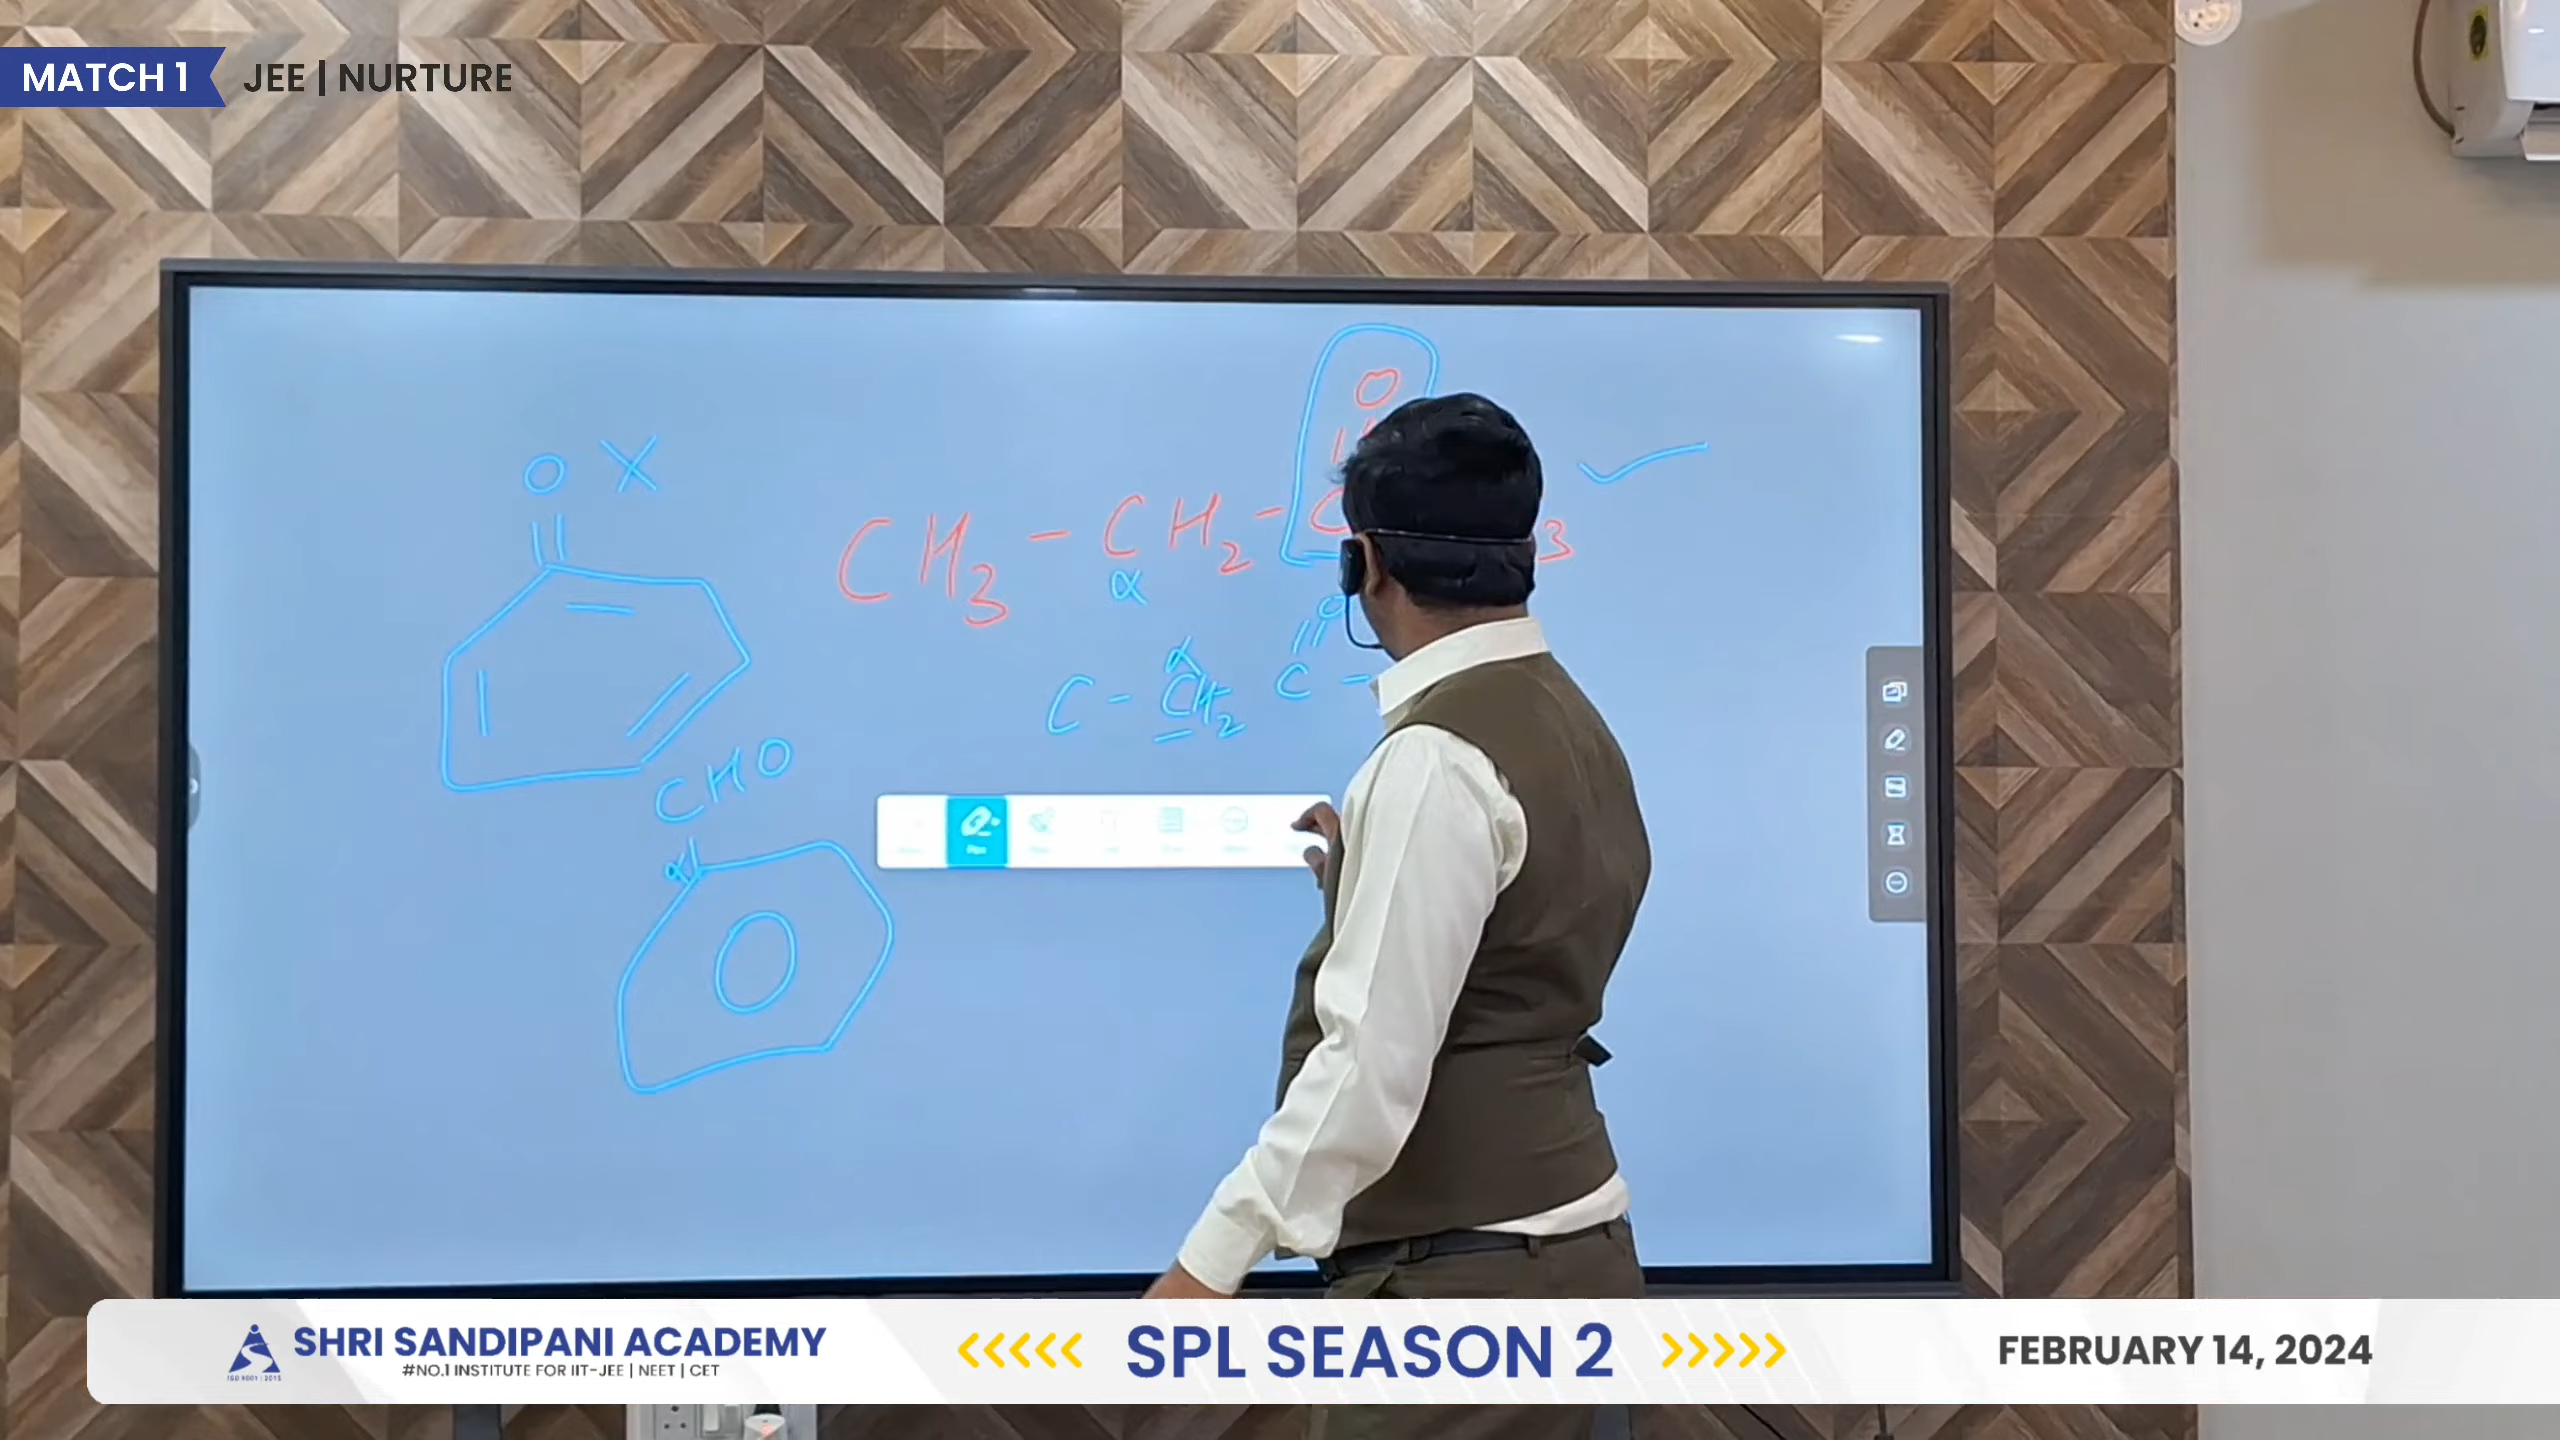 MATCH 1
JEE | NURTURE
O X
O
CH3 - CH2 - C
3
α
O
C - CH2 C -
α
CHO
α
SHRI SANDIPANI ACADEMY
#NO.1 INSTITUTE FOR IIT-JEE | NEET | CET
SPL SEASON 2
FEBRUARY 14, 2024